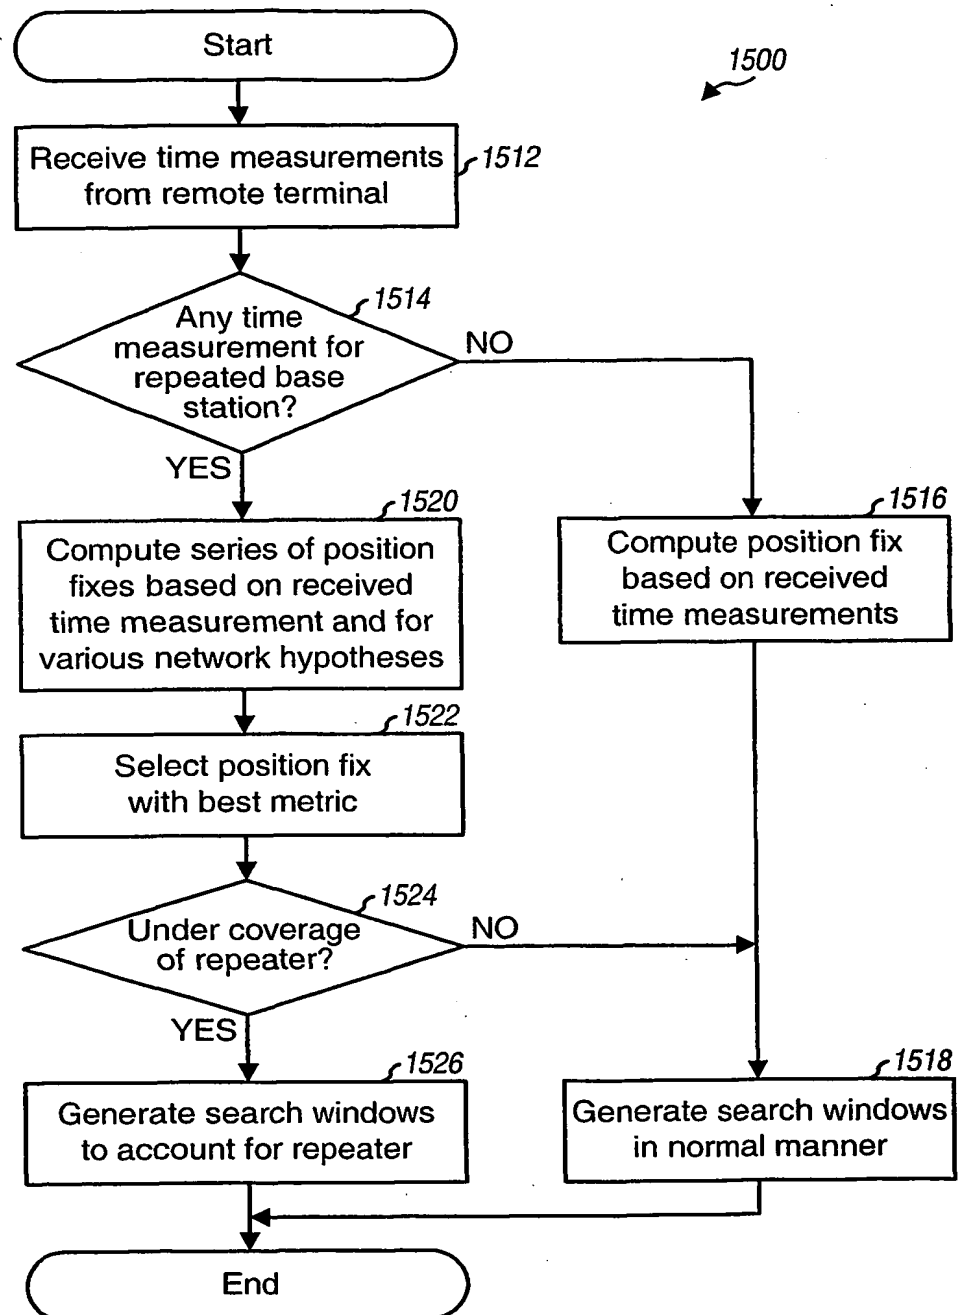 Start
1500
Receive time measurements
from remote terminal
1512
1514
Any time
measurement for
repeated base
station?
NO
YES
1520
Compute series of position
fixes based on received
time measurement and for
various network hypotheses
1516
Compute position fix
based on received
time measurements
1522
Select position fix
with best metric
1524
Under coverage
of repeater?
NO
YES
1526
Generate search windows
to account for repeater
1518
Generate search windows
in normal manner
End